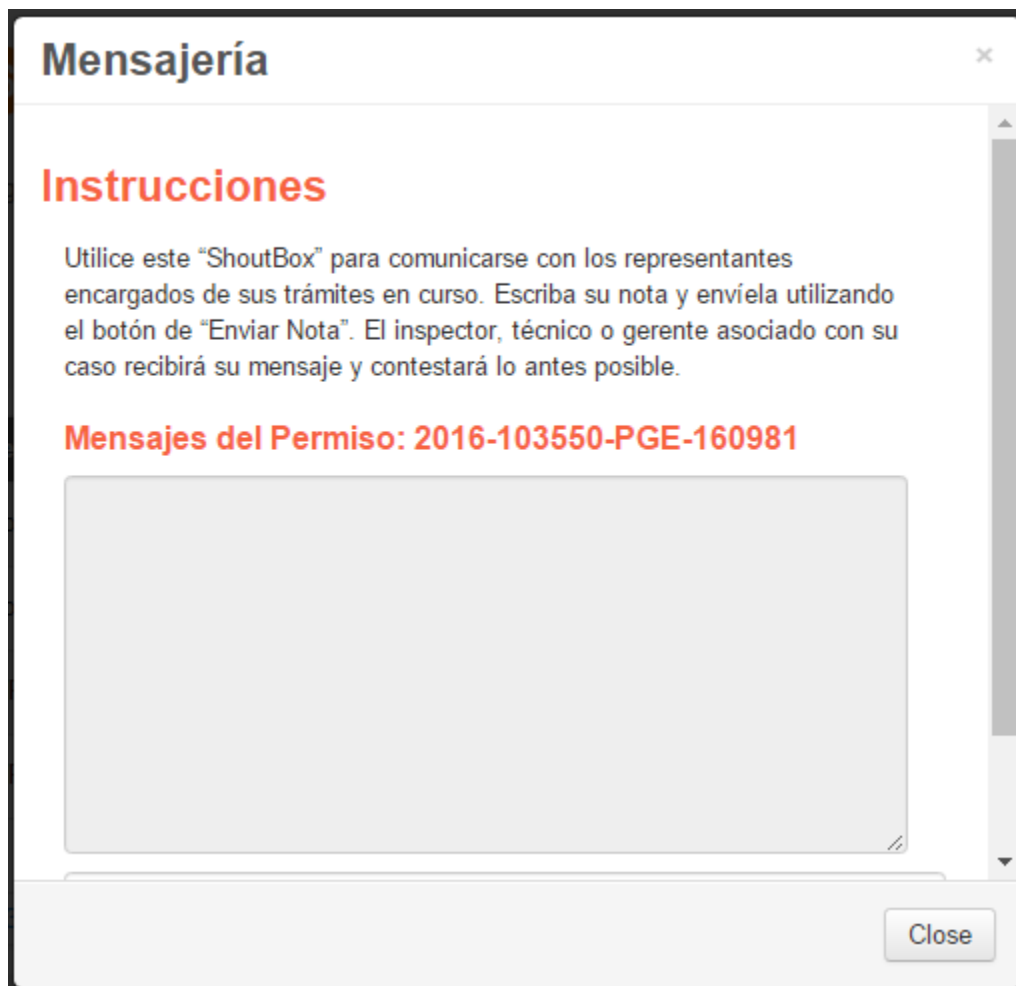 Mensajería
×
Instrucciones
Utilice este “ShoutBox” para comunicarse con los representantes
encargados de sus trámites en curso. Escriba su nota y envíela utilizando
el botón de “Enviar Nota”. El inspector, técnico o gerente asociado con su
caso recibirá su mensaje y contestará lo antes posible.
Mensajes del Permiso: 2016-103550-PGE-160981
Close